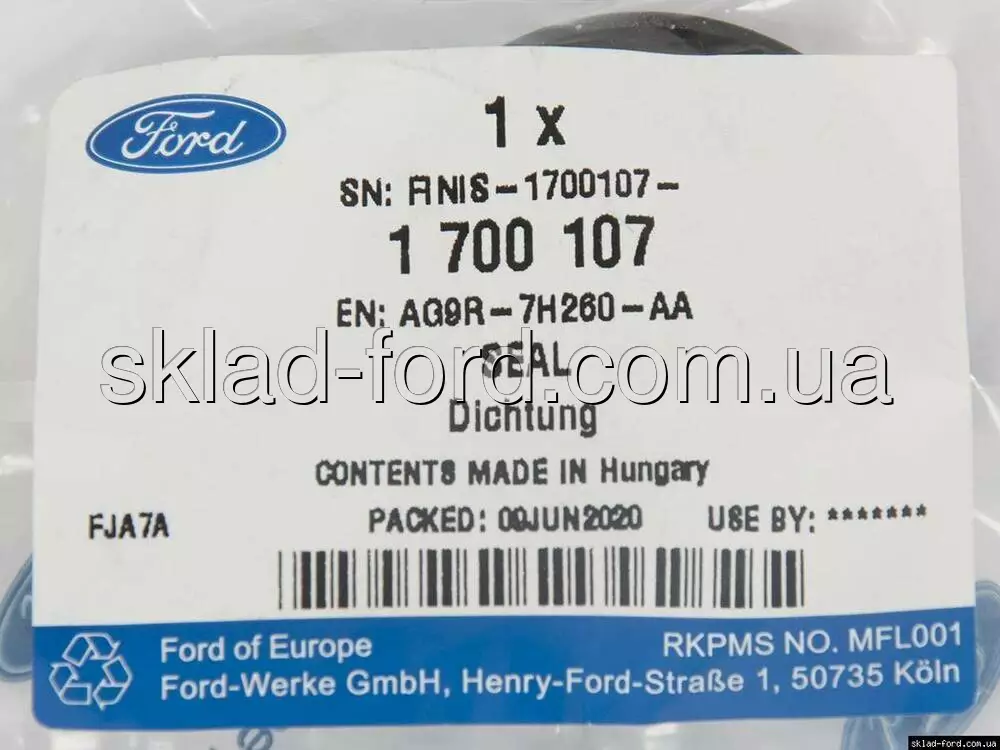 Ford
1 x
SN: FINIS-1700107-
1 700 107
EN: AG9R-7H260-AA
sklad-ford.com.ua
SEAL
Dichtung
CONTENTS MADE IN Hungary
FJA7A
PACKED: 09JUN2020
USE BY: *******
Ford of Europe
RKPMS NO. MFL001
Ford-Werke GmbH, Henry-Ford-Straße 1, 50735 Köln
sklad-ford.com.ua